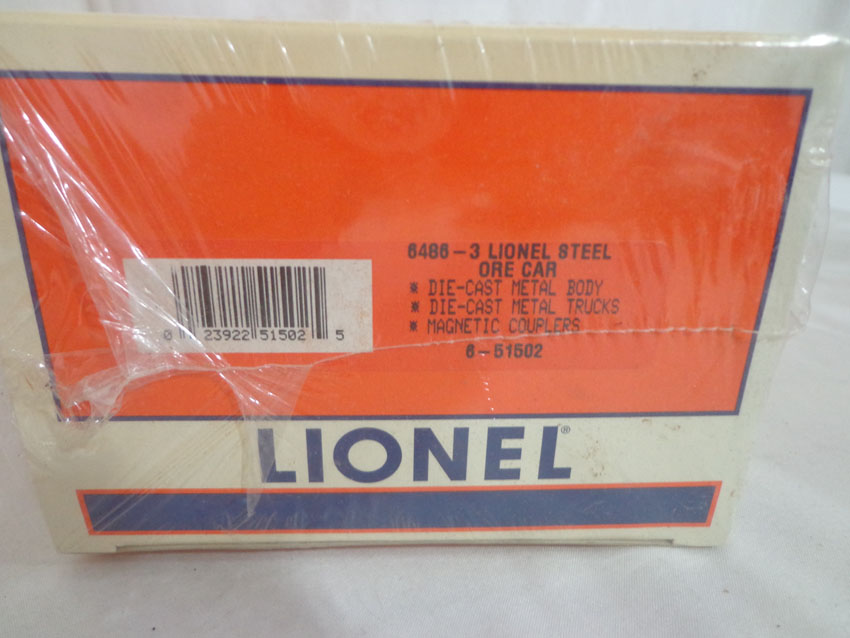 6486-3 LIONEL STEEL
ORE CAR
* DIE-CAST METAL BODY
* DIE-CAST METAL TRUCKS
* MAGNETIC COUPLERS
6-51502
0 23922 51502 5
LIONEL®